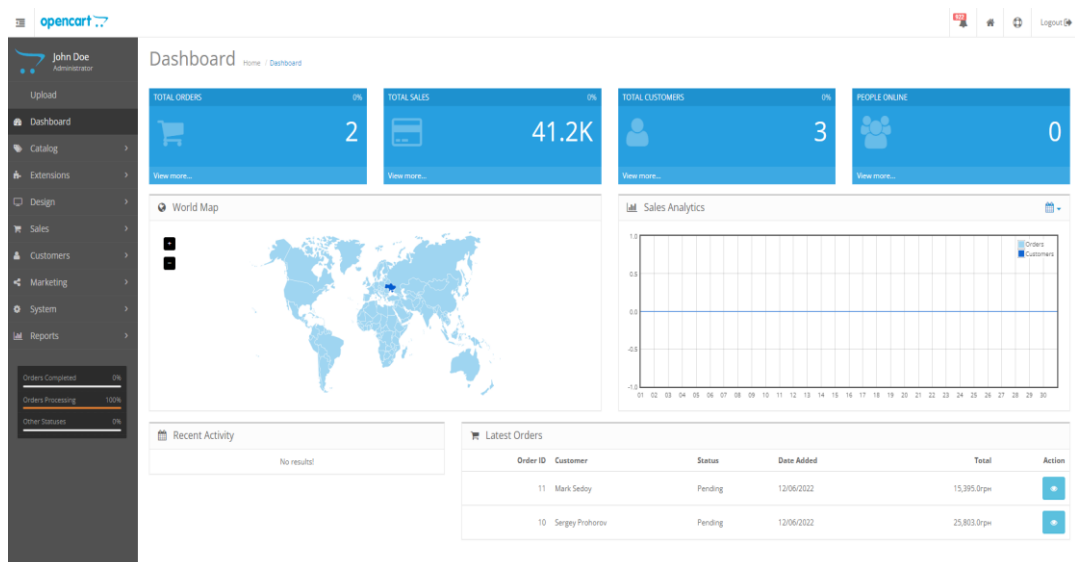 opencart
922
Logout
John Doe
Administrator
Upload
Dashboard
Catalog
Extensions
Design
Sales
Customers
Marketing
System
Reports
Orders Completed 0%
Orders Processing 100%
Other Statuses 0%
Dashboard Home / Dashboard
TOTAL ORDERS 0%
2
View more...
TOTAL SALES 0%
41.2K
View more...
TOTAL CUSTOMERS 0%
3
View more...
PEOPLE ONLINE
0
View more...
World Map
+
-
Sales Analytics
Orders
Customers
1.0
0.5
0.0
-0.5
-1.0
01 02 03 04 05 06 07 08 09 10 11 12 13 14 15 16 17 18 19 20 21 22 23 24 25 26 27 28 29 30
Recent Activity
No results!
Latest Orders
Order ID Customer Status Date Added Total Action
11 Mark Sedoy Pending 12/06/2022 15,395.0грн
10 Sergey Prohorov Pending 12/06/2022 25,803.0грн